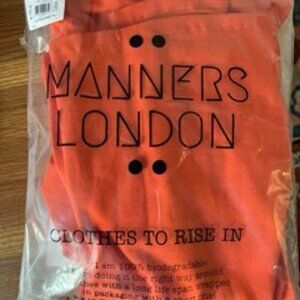 MANNERS
LONDON
CLOTHES TO RISE IN
I am 100% biodegradable
doing it the right way around
with a long life span wrapped
in packaging with